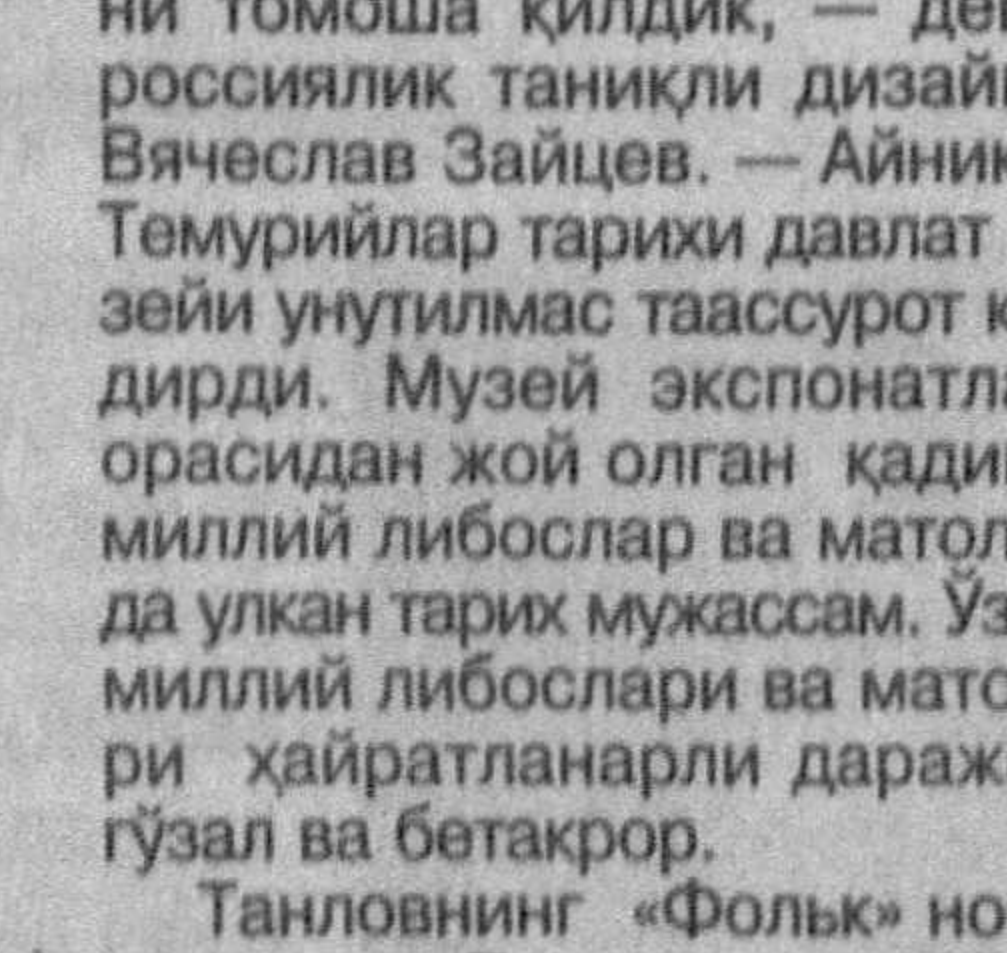 ни томоша қилдик, —
россиялик таниқли дизай
Вячеслав Зайцев. — Айни
Темурийлар тарихи давлат
зейи унутилмас таассурот
дирди. Музей экспонатл
орасидан жой олган қади
миллий либослар ва матол
да улкан тарих мужассам. Ўз
миллий либослари ва мато
ри ҳайратланарли дараж
гўзал ва бетакрор.
Танловнинг «Фольк» но